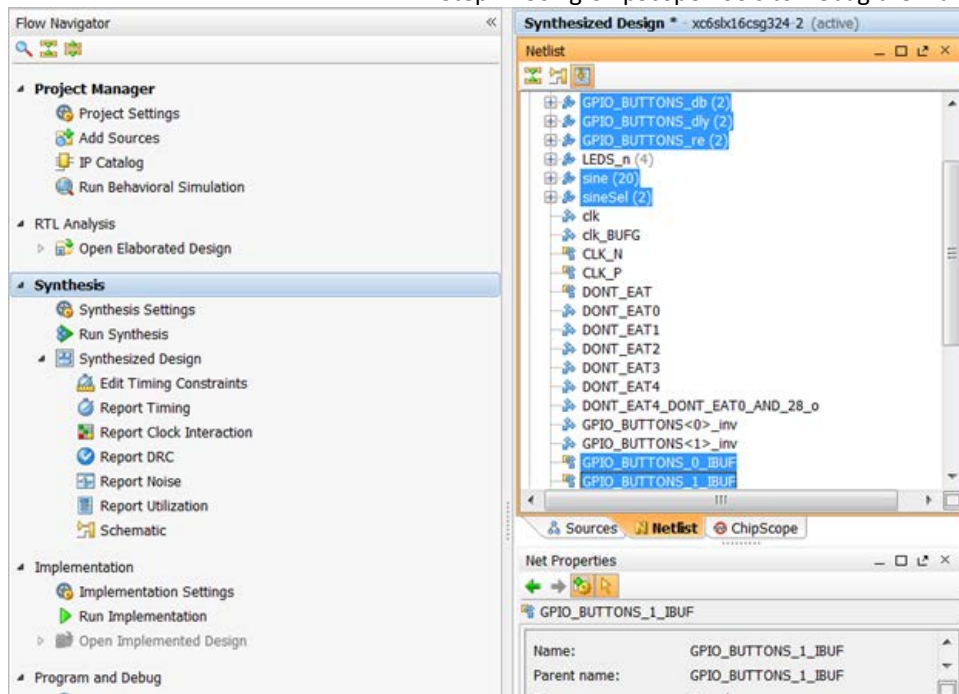 Flow Navigator
Project Manager
Project Settings
Add Sources
IP Catalog
Run Behavioral Simulation
RTL Analysis
Open Elaborated Design
Synthesis
Synthesis Settings
Run Synthesis
Synthesized Design
Edit Timing Constraints
Report Timing
Report Clock Interaction
Report DRC
Report Noise
Report Utilization
Schematic
Implementation
Implementation Settings
Run Implementation
Open Implemented Design
Program and Debug
Synthesized Design * - xc6slx16csg324-2 (active)
Netlist
GPIO_BUTTONS_db (2)
GPIO_BUTTONS_dly (2)
GPIO_BUTTONS_re (2)
LEDS_n (4)
sine (20)
sineSel (2)
clk
clk_BUFG
CLK_N
CLK_P
DONT_EAT
DONT_EAT0
DONT_EAT1
DONT_EAT2
DONT_EAT3
DONT_EAT4
DONT_EAT4_DONT_EAT0_AND_28_o
GPIO_BUTTONS<0>_inv
GPIO_BUTTONS<1>_inv
GPIO_BUTTONS_0_IBUF
GPIO_BUTTONS_1_IBUF
Sources Netlist ChipScope
Net Properties
GPIO_BUTTONS_1_IBUF
Name: GPIO_BUTTONS_1_IBUF
Parent name: GPIO_BUTTONS_1_IBUF